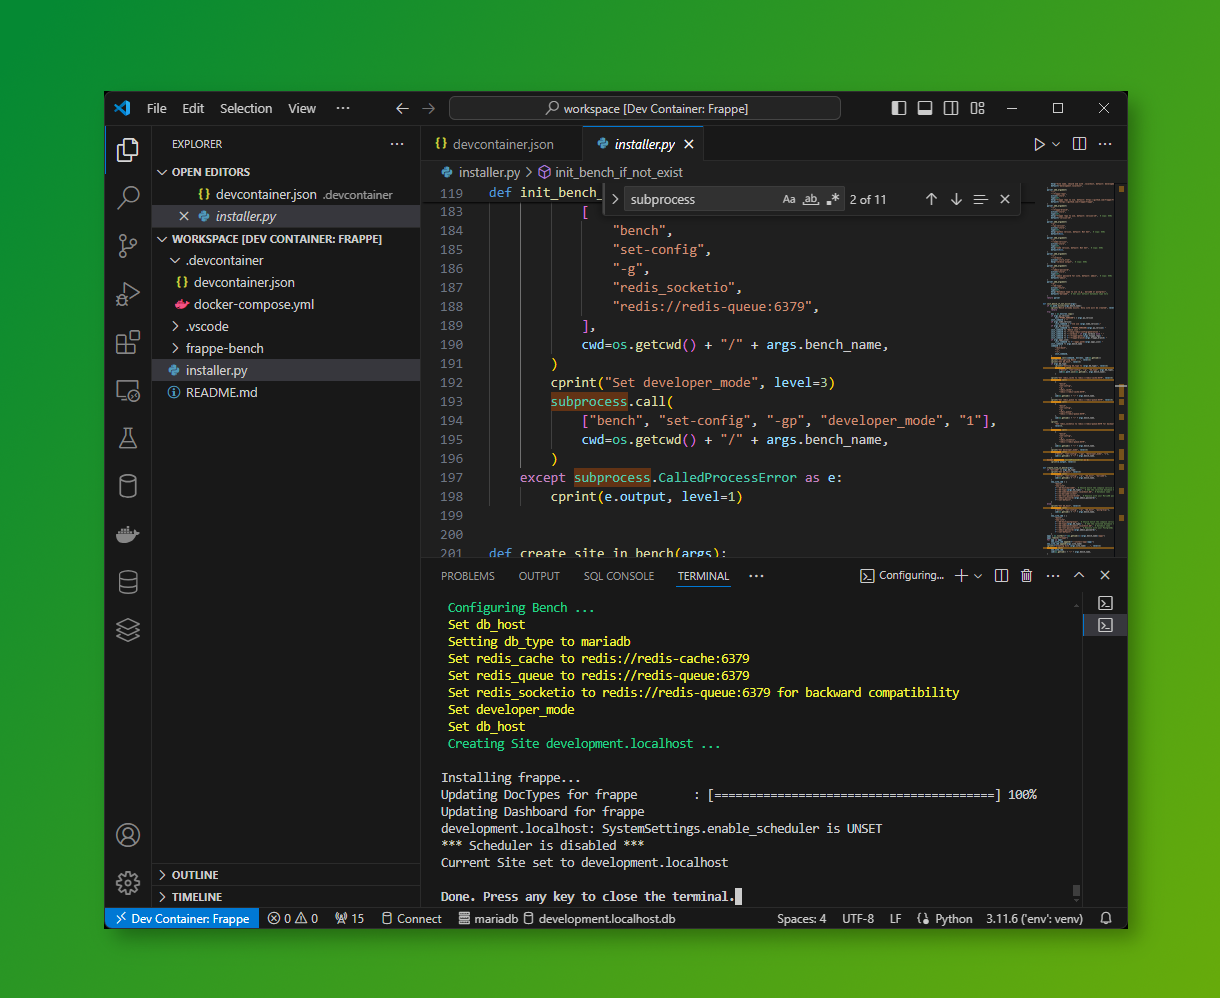 File Edit Selection View ··· workspace [Dev Container: Frappe]
EXPLORER ···
OPEN EDITORS
{} devcontainer.json .devcontainer
installer.py
WORKSPACE [DEV CONTAINER: FRAPPE]
.devcontainer
{} devcontainer.json
docker-compose.yml
.vscode
frappe-bench
installer.py
README.md
OUTLINE
TIMELINE
{} devcontainer.json installer.py
installer.py > init_bench_if_not_exist
subprocess Aa ab .* 2 of 11
119 def init_bench_
183 [
184 "bench",
185 "set-config",
186 "-g",
187 "redis_socketio",
188 "redis://redis-queue:6379",
189 ],
190 cwd=os.getcwd() + "/" + args.bench_name,
191 )
192 cprint("Set developer_mode", level=3)
193 subprocess.call(
194 ["bench", "set-config", "-gp", "developer_mode", "1"],
195 cwd=os.getcwd() + "/" + args.bench_name,
196 )
197 except subprocess.CalledProcessError as e:
198 cprint(e.output, level=1)
199
200
201 def create_site_in_bench(args):
PROBLEMS OUTPUT SQL CONSOLE TERMINAL ··· Configuring...
Configuring Bench ...
Set db_host
Setting db_type to mariadb
Set redis_cache to redis://redis-cache:6379
Set redis_queue to redis://redis-queue:6379
Set redis_socketio to redis://redis-queue:6379 for backward compatibility
Set developer_mode
Set db_host
Creating Site development.localhost ...
Installing frappe...
Updating DocTypes for frappe : [========================================] 100%
Updating Dashboard for frappe
development.localhost: SystemSettings.enable_scheduler is UNSET
*** Scheduler is disabled ***
Current Site set to development.localhost
Done. Press any key to close the terminal.
Dev Container: Frappe 0 0 15 Connect mariadb development.localhost.db Spaces: 4 UTF-8 LF Python 3.11.6 ('env': venv)